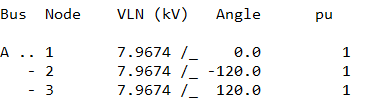 Bus  Node      VLN (kV)   Angle      pu
A .. 1       7.9674 /_    0.0         1
   - 2       7.9674 /_ -120.0         1
   - 3       7.9674 /_  120.0         1